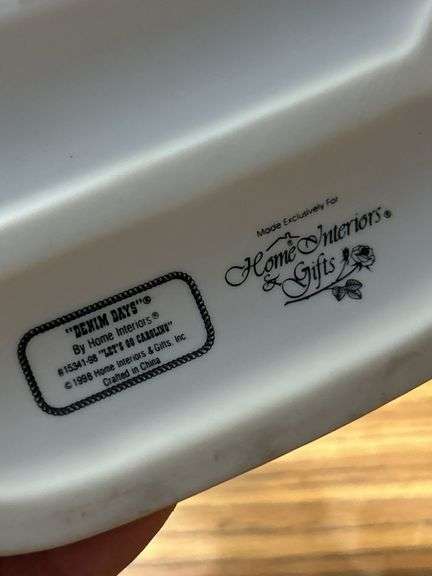 Made Exclusively For
Home Interiors®
& Gifts
"DENIM DAYS"®
By Home Interiors®
#15341-98 "LET'S GO CAROLING"
© 1998 Home Interiors & Gifts, Inc
Crafted in China